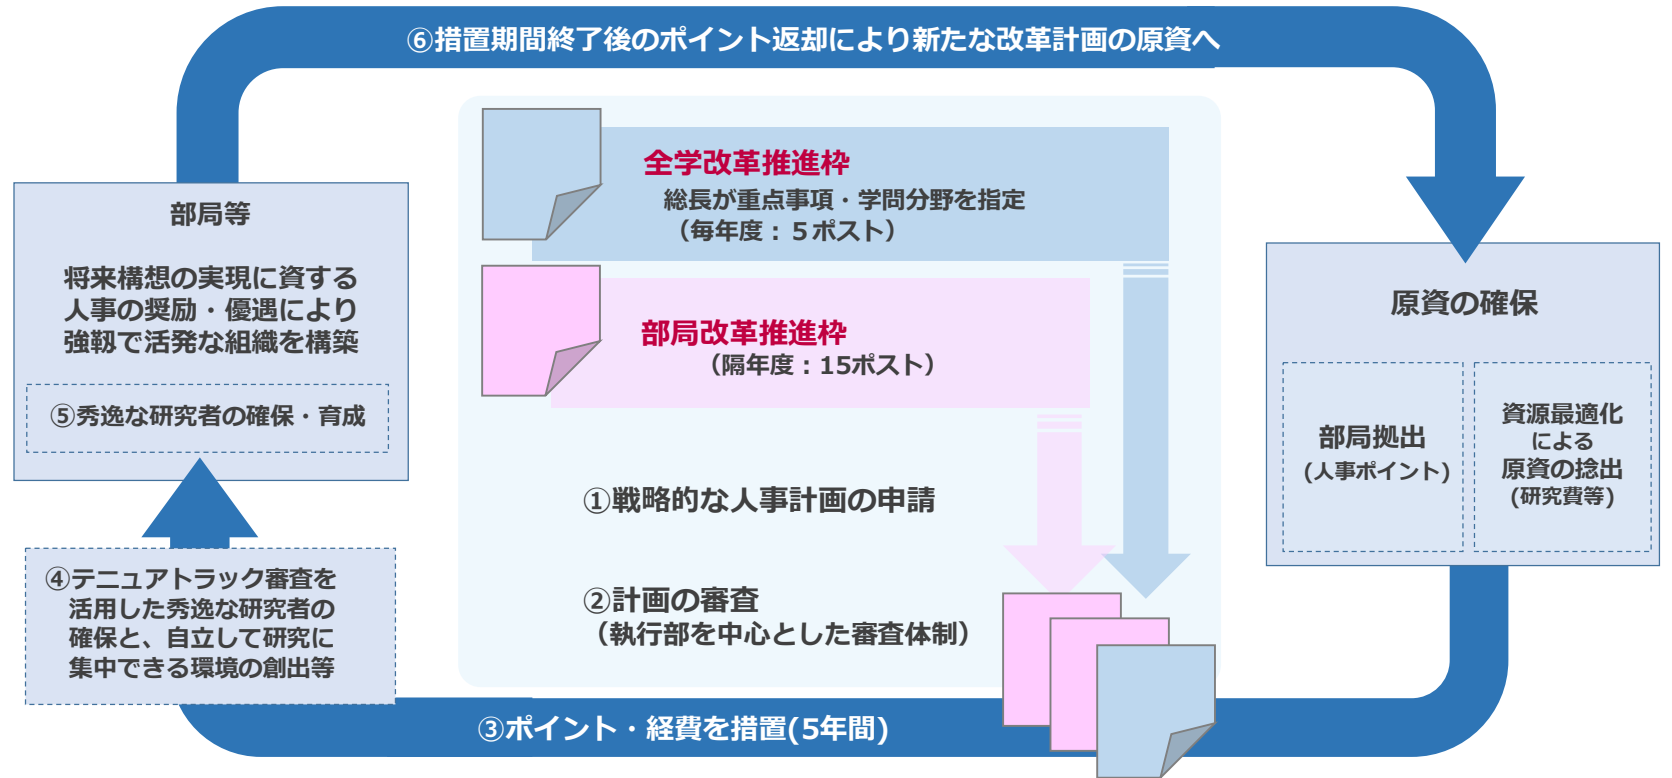 ⑥措置期間終了後のポイント返却により新たな改革計画の原資へ
全学改革推進枠
総長が重点事項・学問分野を指定
（毎年度：５ポスト）
部局改革推進枠
（隔年度：15ポスト）
①戦略的な人事計画の申請
②計画の審査
（執行部を中心とした審査体制）
部局等
将来構想の実現に資する
人事の奨励・優遇により
強靱で活発な組織を構築
⑤秀逸な研究者の確保・育成
④テニュアトラック審査を
活用した秀逸な研究者の
確保と、自立して研究に
集中できる環境の創出等
原資の確保
部局拠出
(人事ポイント)
資源最適化
による
原資の捻出
(研究費等)
③ポイント・経費を措置(5年間)